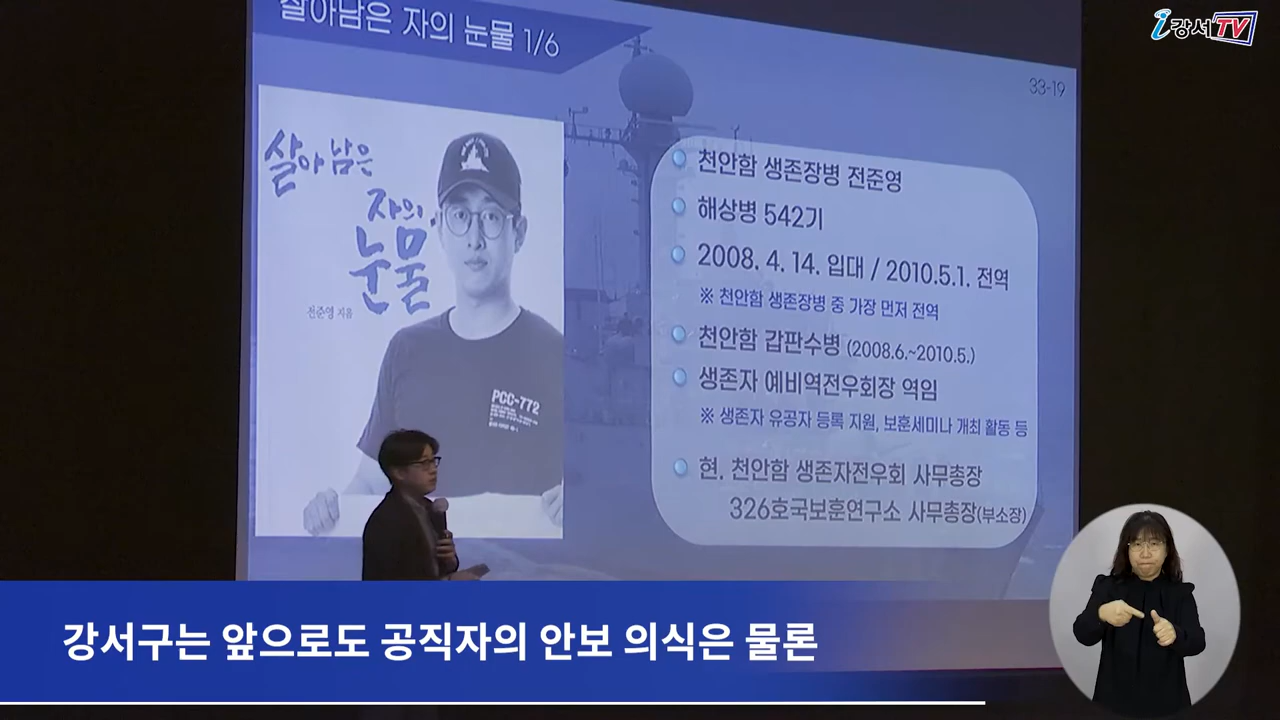 살아남은 자의 눈물 1/6
i강서TV
33-19
살아 남은
자의
눈물
전준영 지음
PCC-772
천안함 생존장병 전준영
해상병 542기
2008. 4. 14. 입대 / 2010.5.1. 전역
※ 천안함 생존장병 중 가장 먼저 전역
천안함 갑판수병 (2008.6.~2010.5.)
생존자 예비역전우회장 역임
※ 생존자 유공자 등록 지원, 보훈세미나 개최 활동 등
현. 천안함 생존자전우회 사무총장
326호국보훈연구소 사무총장(부소장)
강서구는 앞으로도 공직자의 안보 의식은 물론